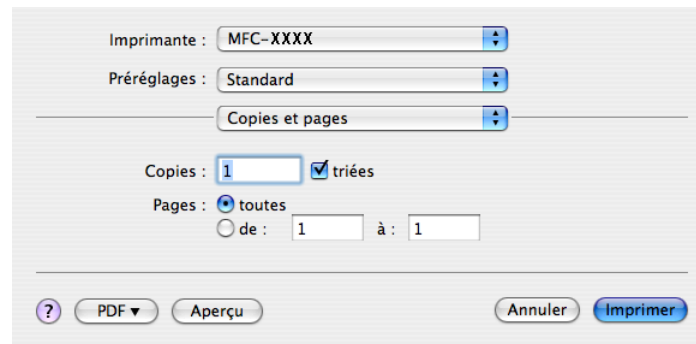 Imprimante : MFC-XXXX
Préréglages : Standard
Copies et pages
Copies : 1 triées
Pages : toutes
de : 1 à : 1
? PDF ▼ Aperçu Annuler Imprimer